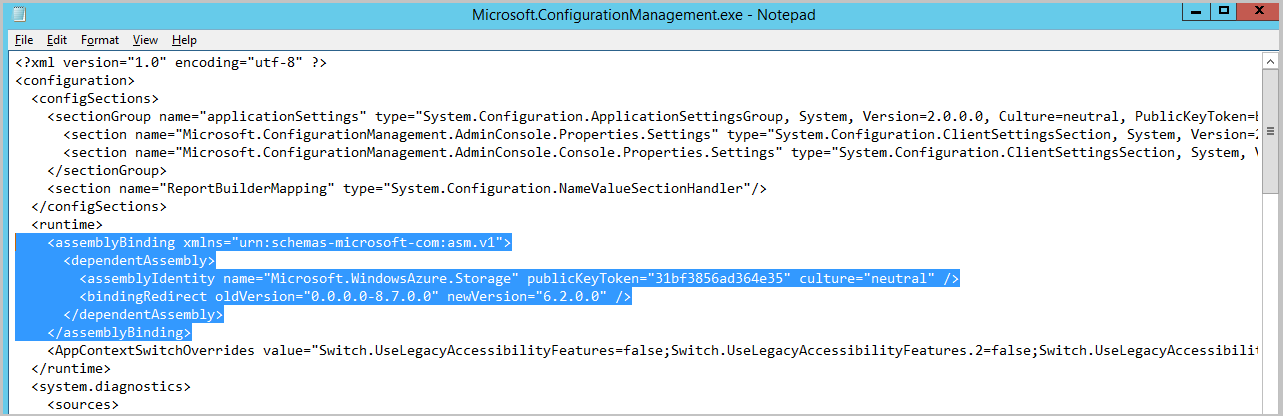 Microsoft.ConfigurationManagement.exe - Notepad
File Edit Format View Help
<?xml version="1.0" encoding="utf-8" ?>
<configuration>
<configSections>
<sectionGroup name="applicationSettings" type="System.Configuration.ApplicationSettingsGroup, System, Version=2.0.0.0, Culture=neutral, PublicKeyToken=
<section name="Microsoft.ConfigurationManagement.AdminConsole.Properties.Settings" type="System.Configuration.ClientSettingsSection, System, Version=
<section name="Microsoft.ConfigurationManagement.AdminConsole.Console.Properties.Settings" type="System.Configuration.ClientSettingsSection, System,
</sectionGroup>
<section name="ReportBuilderMapping" type="System.Configuration.NameValueSectionHandler"/>
</configSections>
<runtime>
<assemblyBinding xmlns="urn:schemas-microsoft-com:asm.v1">
<dependentAssembly>
<assemblyIdentity name="Microsoft.WindowsAzure.Storage" publicKeyToken="31bf3856ad364e35" culture="neutral" />
<bindingRedirect oldVersion="0.0.0.0-8.7.0.0" newVersion="6.2.0.0" />
</dependentAssembly>
</assemblyBinding>
<AppContextSwitchOverrides value="Switch.UseLegacyAccessibilityFeatures=false;Switch.UseLegacyAccessibilityFeatures.2=false;Switch.UseLegacyAccessibili
</runtime>
<system.diagnostics>
<sources>